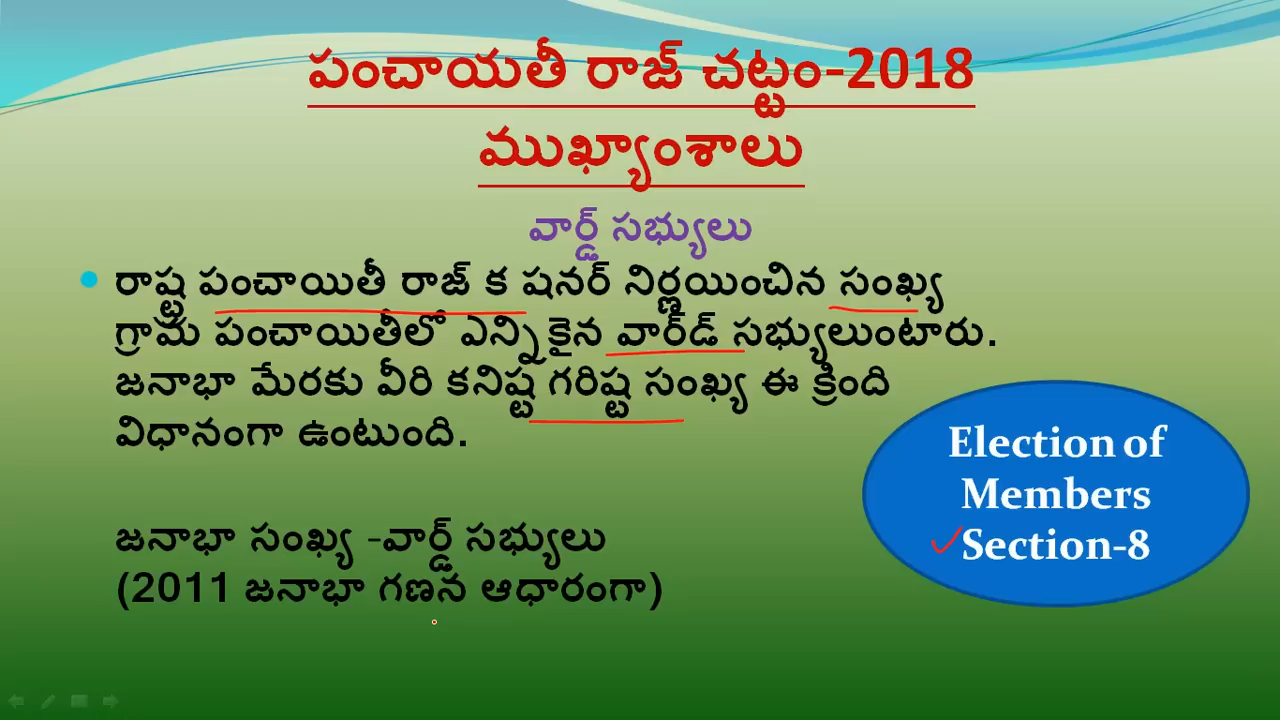 పంచాయతీ రాజ్ చట్టం-2018
ముఖ్యాంశాలు
వార్డ్ సభ్యులు
రాష్ట్ర పంచాయితీ రాజ్ క షనర్ నిర్ణయించిన సంఖ్య
గ్రామ పంచాయితీలో ఎన్నికైన వార్‌డ్ సభ్యులుంటారు.
జనాభా మేరకు వీరి కనిష్ట గరిష్ట సంఖ్య ఈ క్రింది
విధానంగా ఉంటుంది.
Election of
Members
Section-8
జనాభా సంఖ్య -వార్డ్ సభ్యులు
(2011 జనాభా గణన ఆధారంగా)